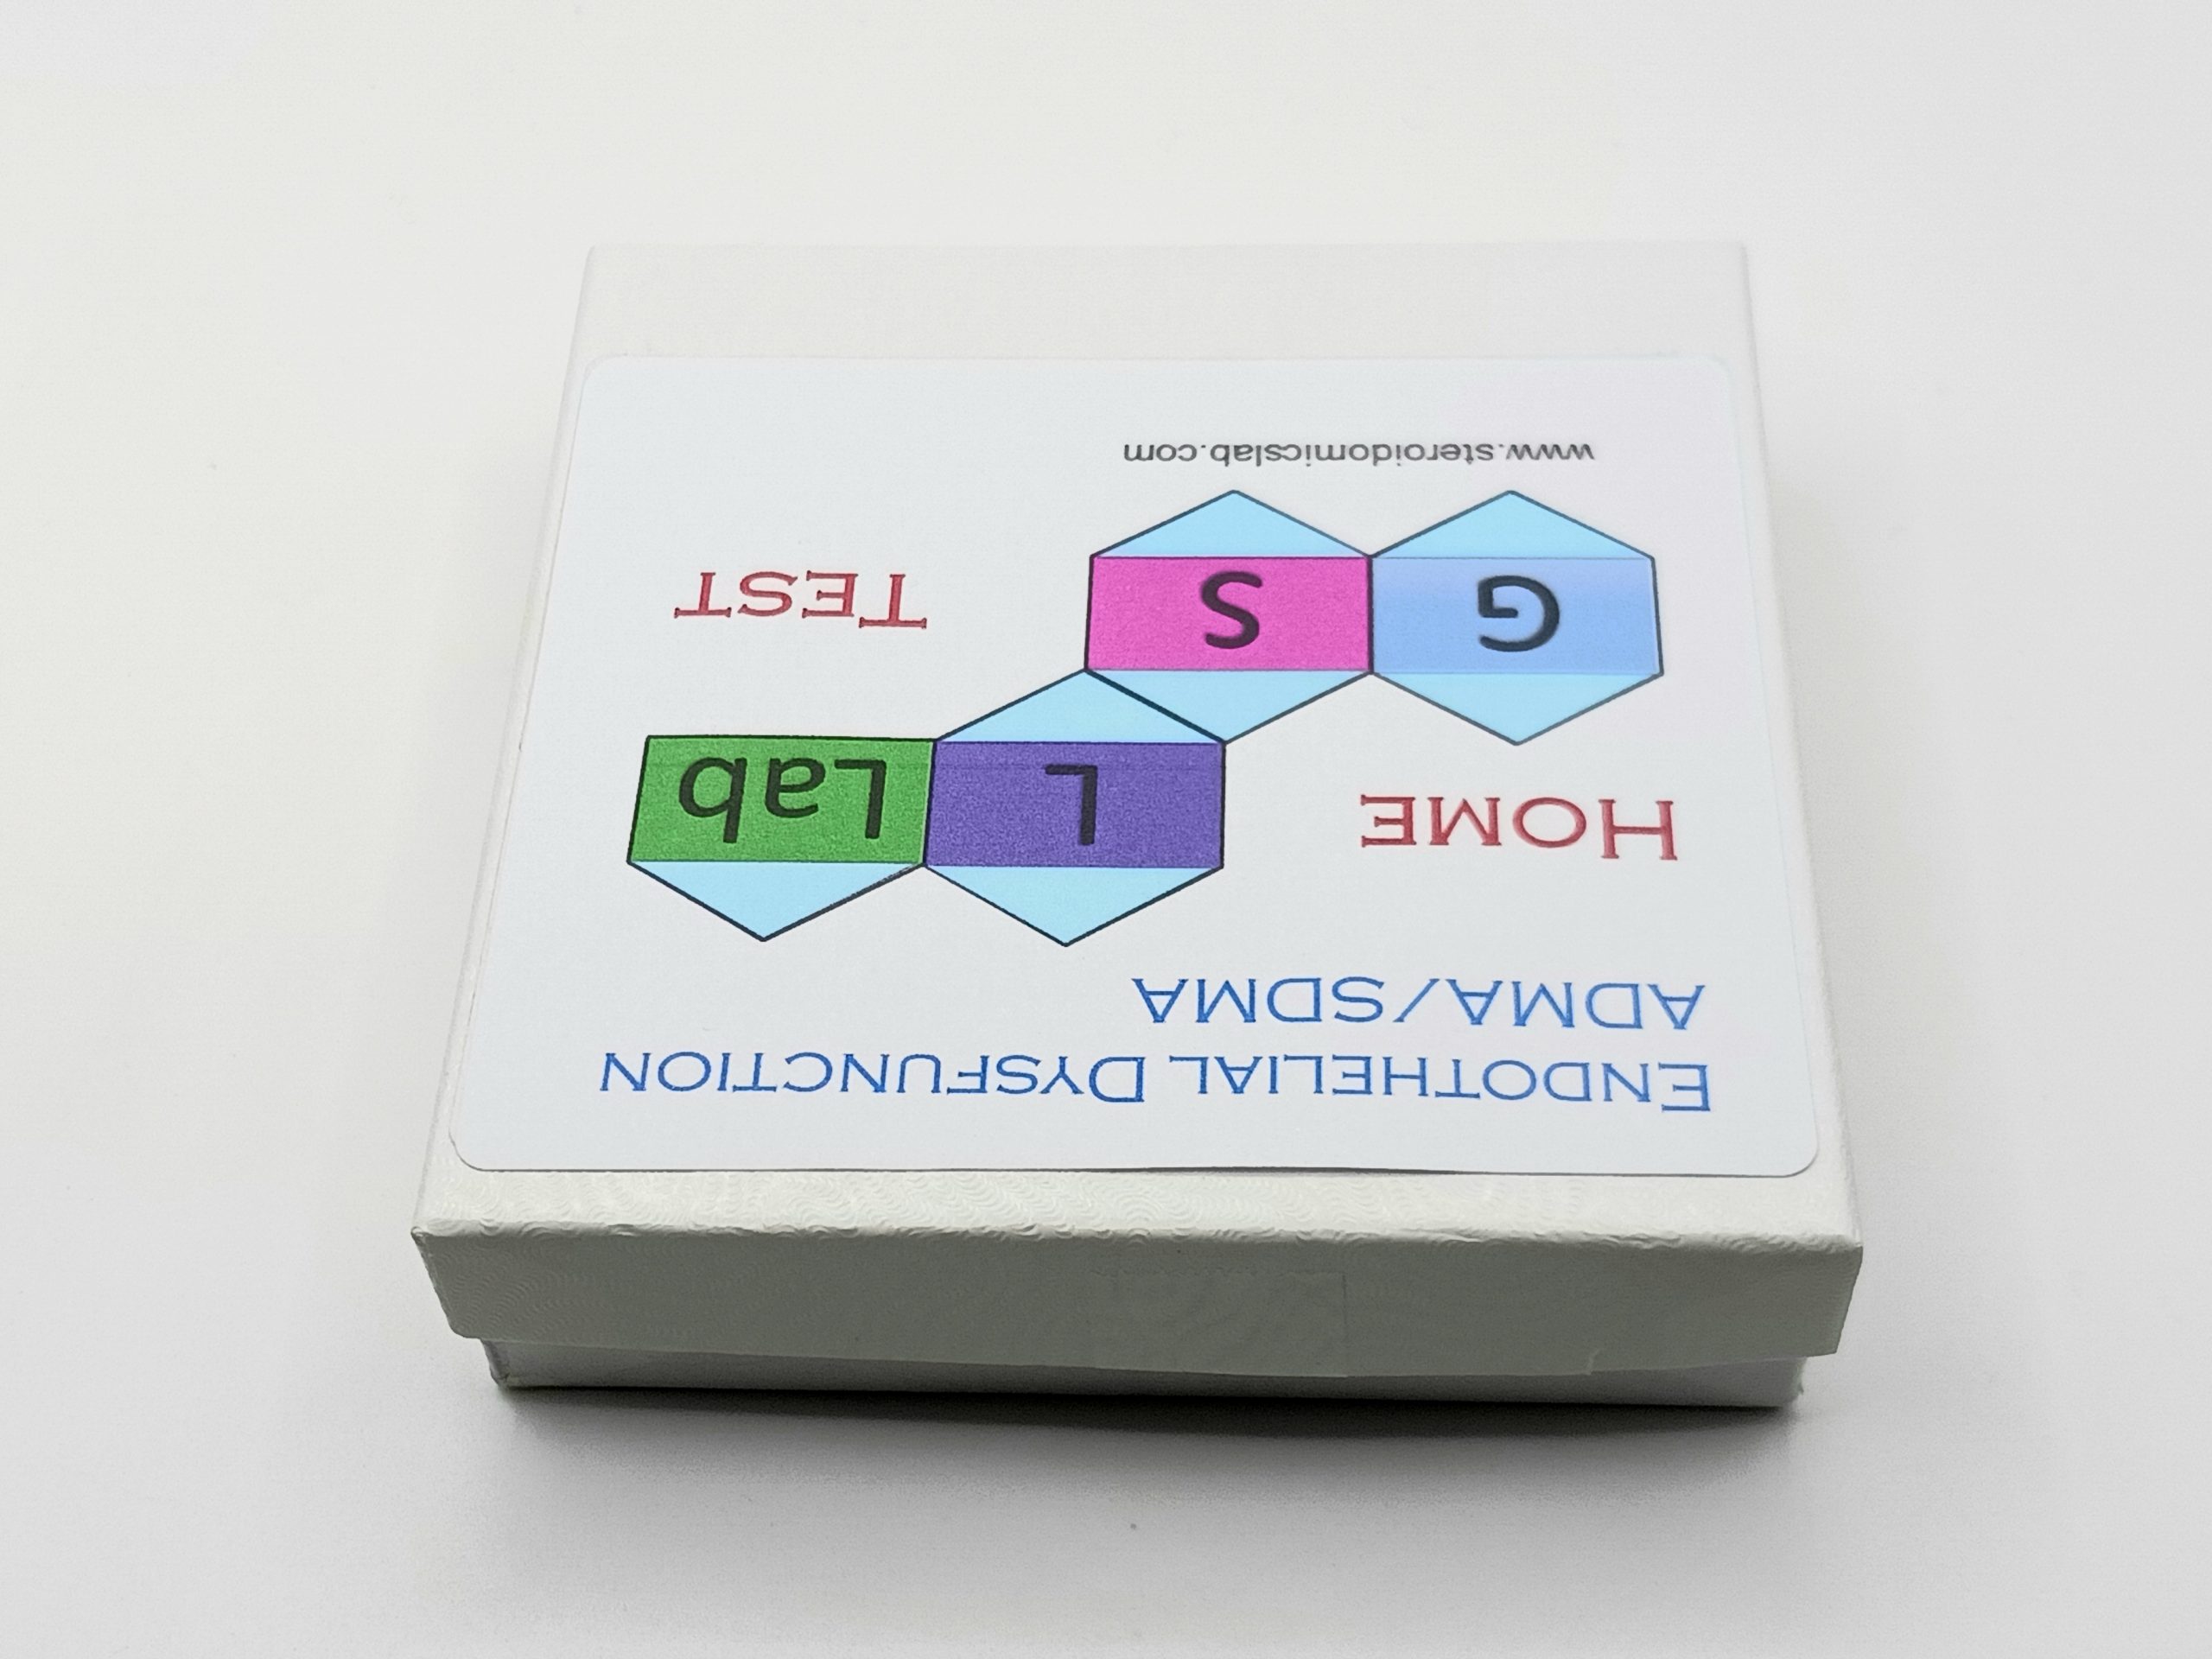 Endothelial Dysfunction
ADMA/SDMA
L Lab
Home
G S
Test
www.steroidomicslab.com